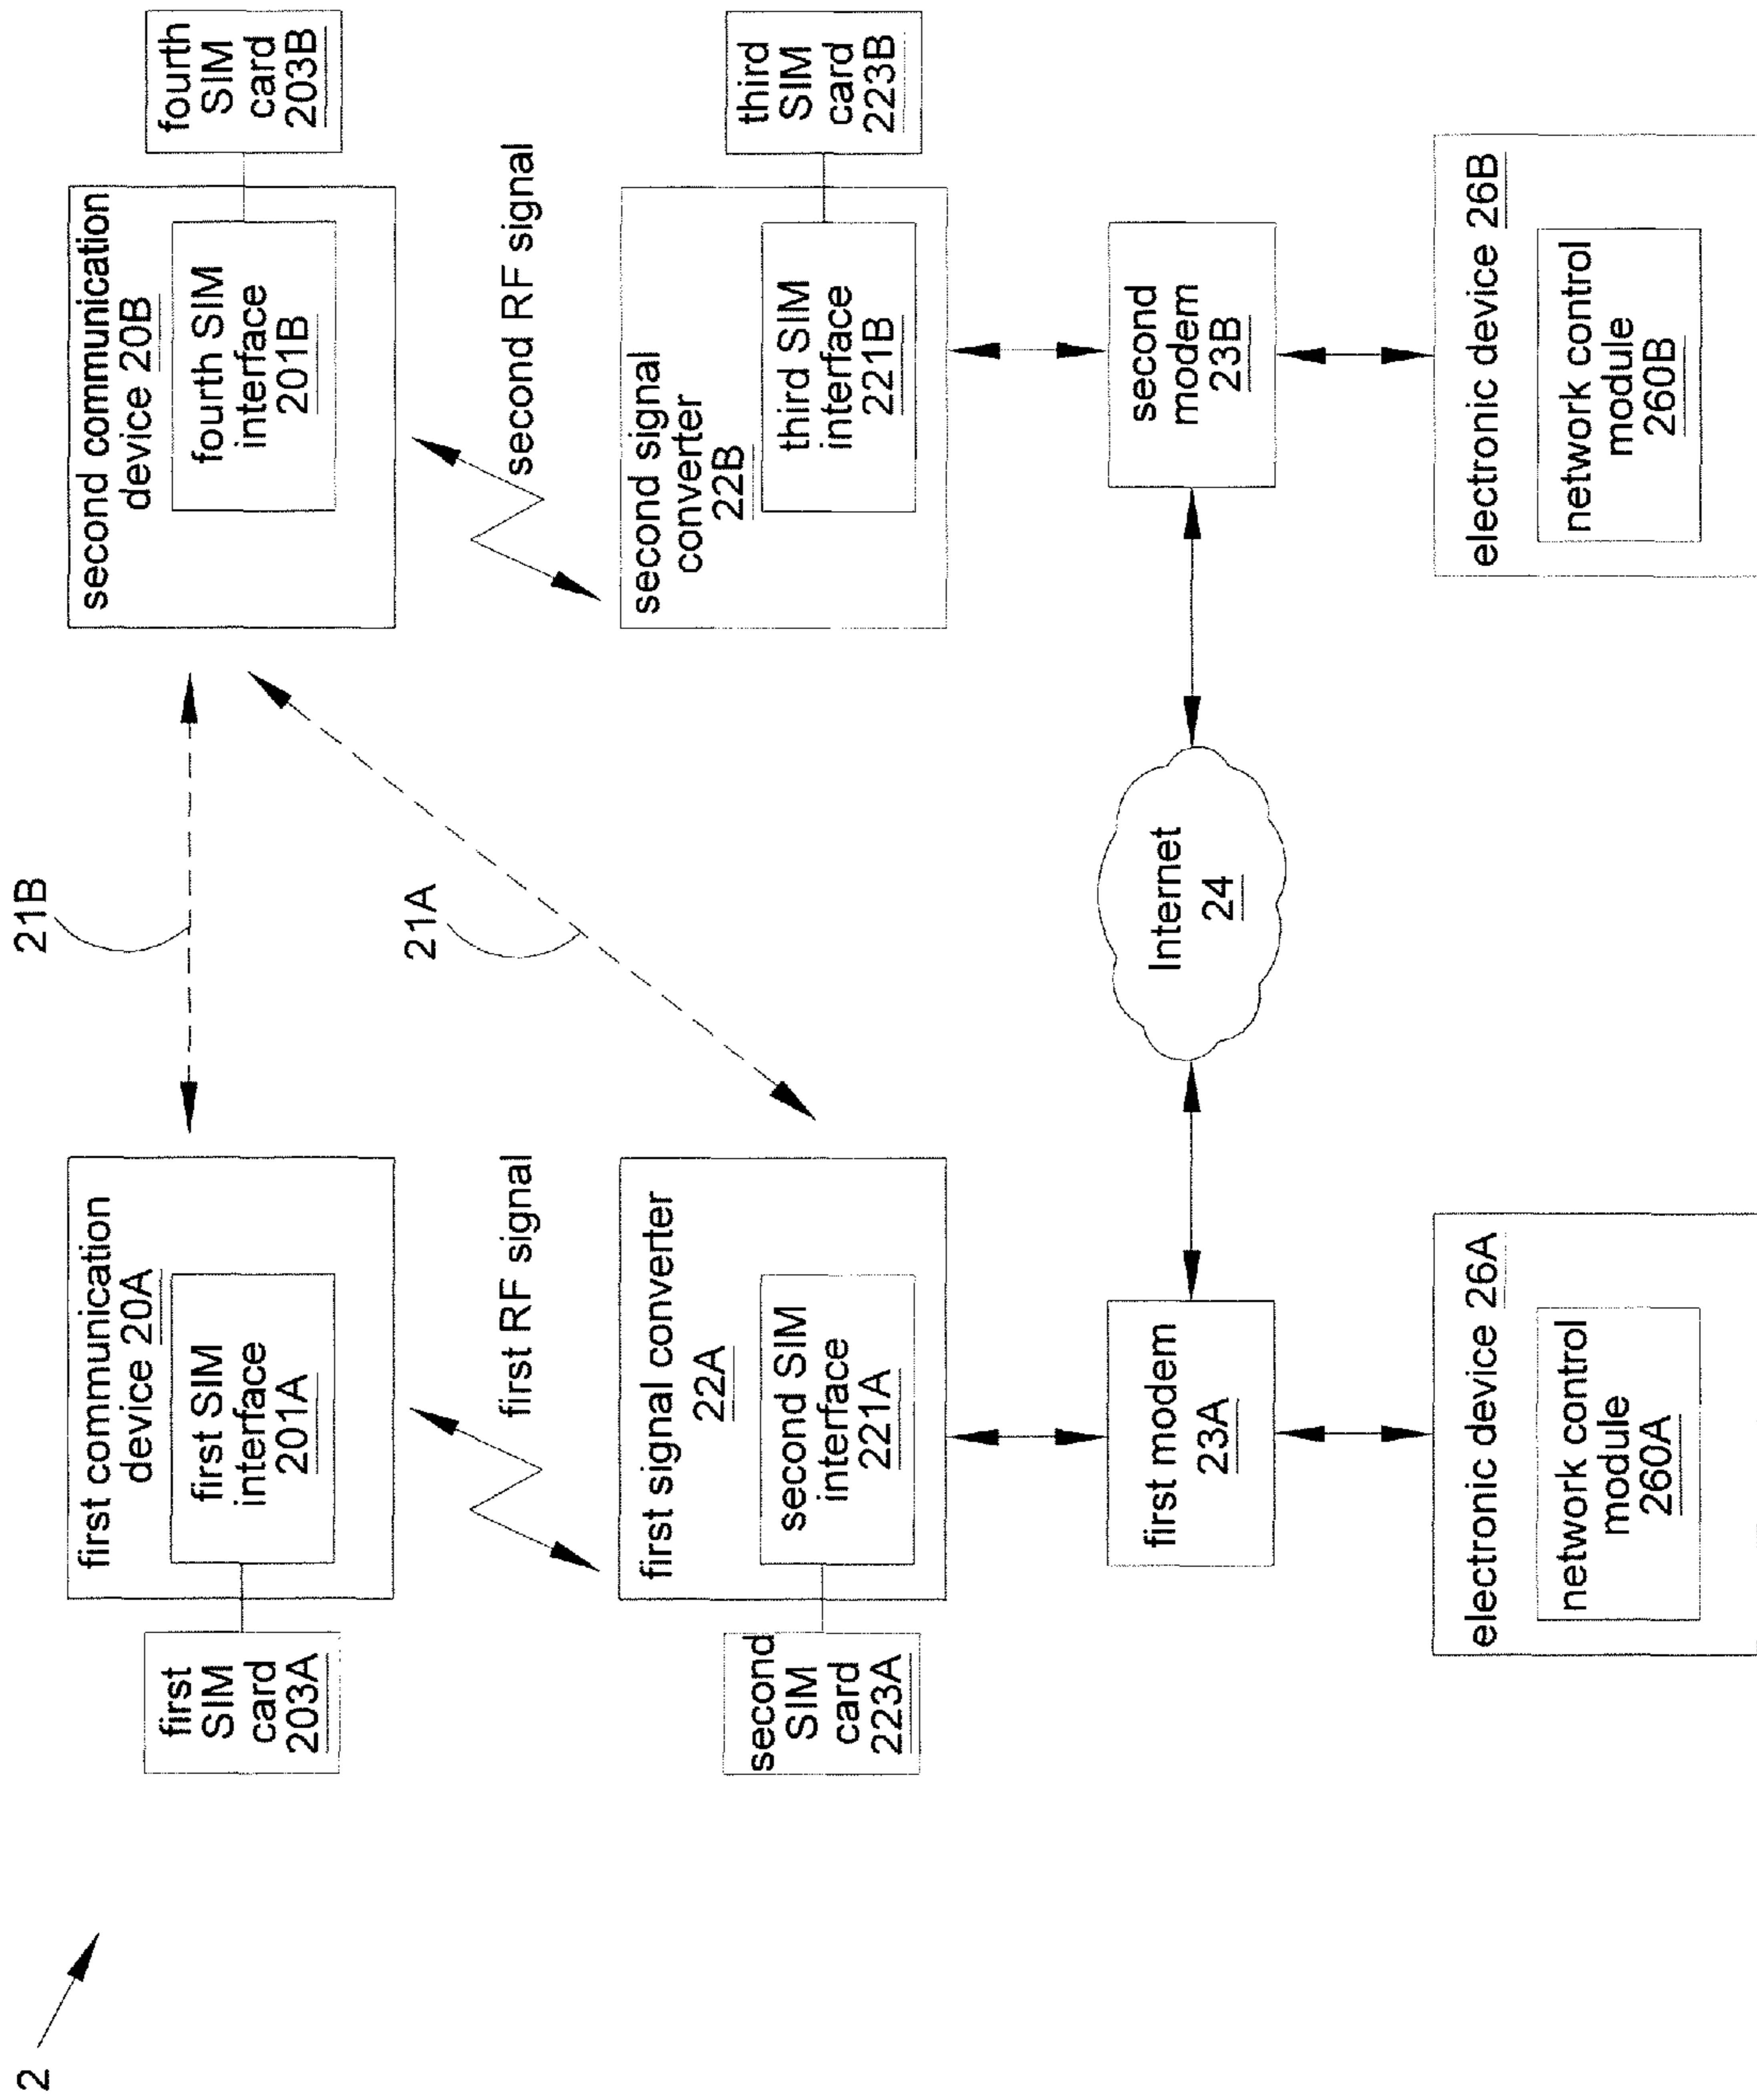 2
21B
21A
first
SIM
card
203A
first communication
device 20A
first SIM
interface
201A
second communication
device 20B
fourth SIM
interface
201B
fourth
SIM
card
203B
first RF signal
second RF signal
second
SIM
card
223A
first signal converter
22A
second SIM
interface
221A
second signal
converter
22B
third SIM
interface
221B
third
SIM
card
223B
first modem
23A
Internet
24
second
modem
23B
electronic device 26A
network control
module
260A
electronic device 26B
network control
module
260B